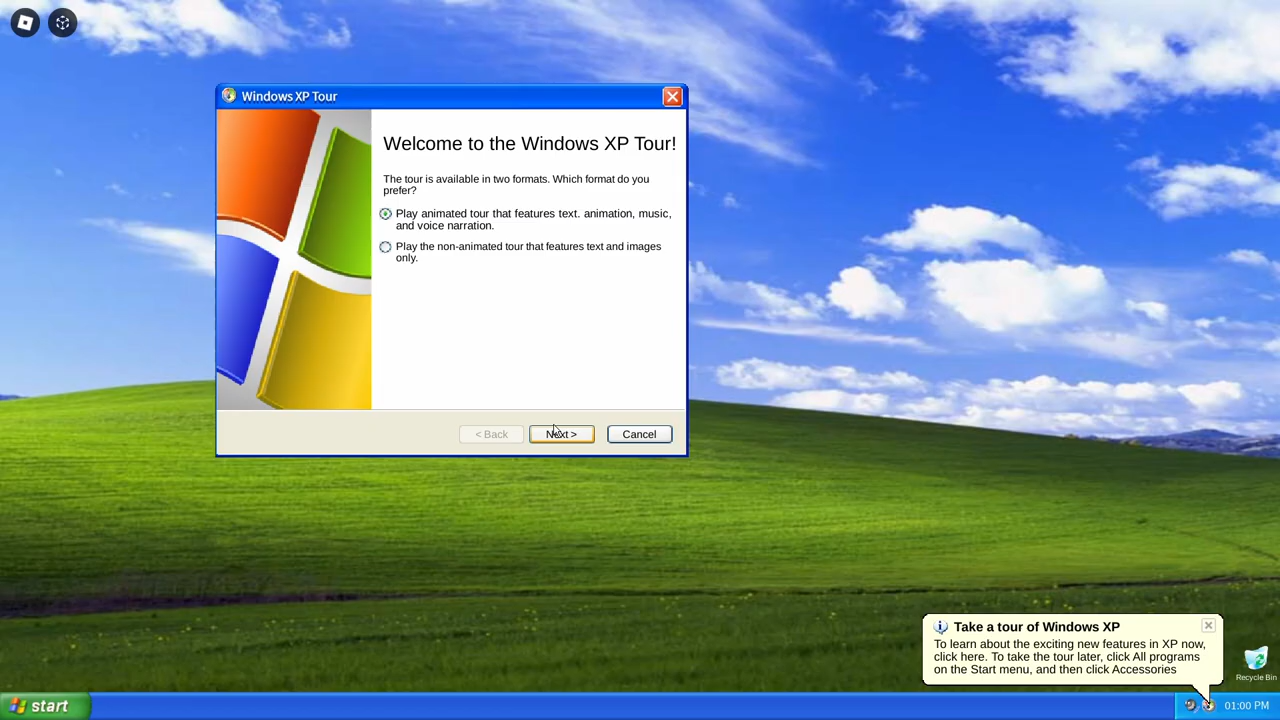 Windows XP Tour
Welcome to the Windows XP Tour!
The tour is available in two formats. Which format do you
prefer?
Play animated tour that features text. animation, music,
and voice narration.
Play the non-animated tour that features text and images
only.
< Back
Next >
Cancel
Take a tour of Windows XP
To learn about the exciting new features in XP now,
click here. To take the tour later, click All programs
on the Start menu, and then click Accessories
Recycle Bin
start
01:00 PM